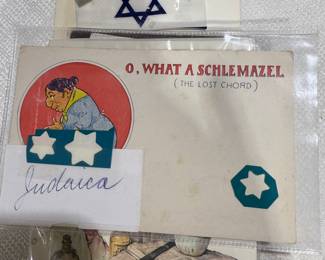 O, WHAT A SCHLEMAZEL
(THE LOST CHORD)
Judaica